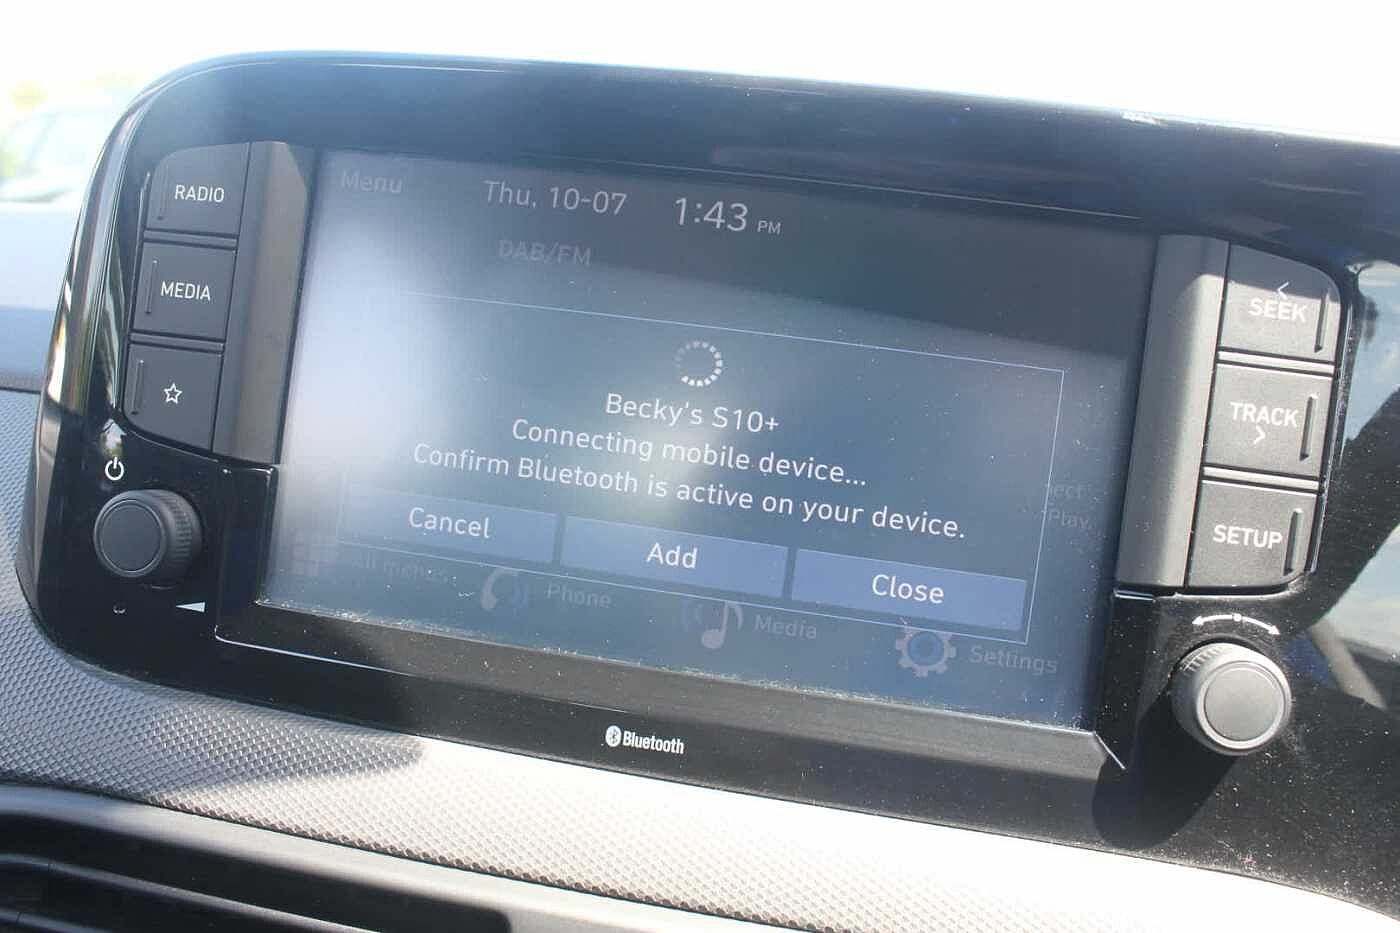 RADIO
MEDIA
Menu
Thu, 10-07
1:43 PM
DAB/FM
Becky's S10+
Connecting mobile device...
Confirm Bluetooth is active on your device.
Cancel
Add
Close
Phone
Media
Settings
SEEK
TRACK
SETUP
Bluetooth